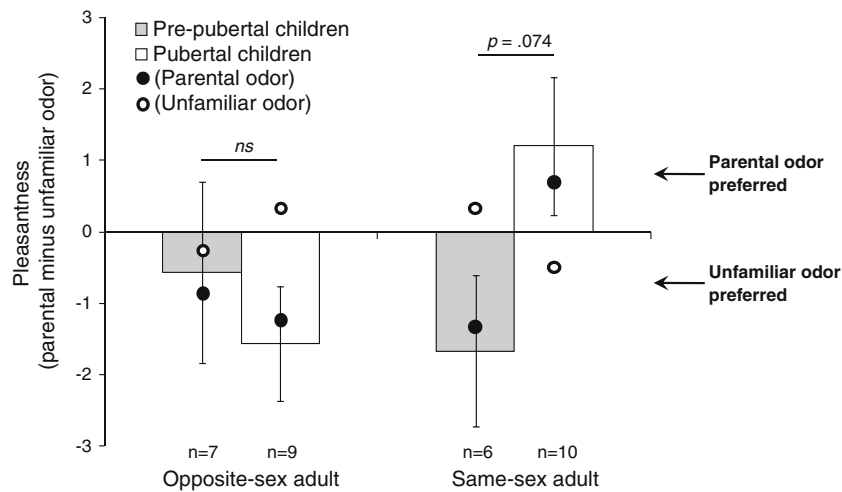 Pleasantness
(parental minus unfamiliar odor)
3
2
1
0
-1
-2
-3
Pre-pubertal children
Pubertal children
(Parental odor)
(Unfamiliar odor)
ns
p = .074
Parental odor
preferred
Unfamiliar odor
preferred
n=7
n=9
n=6
n=10
Opposite-sex adult
Same-sex adult